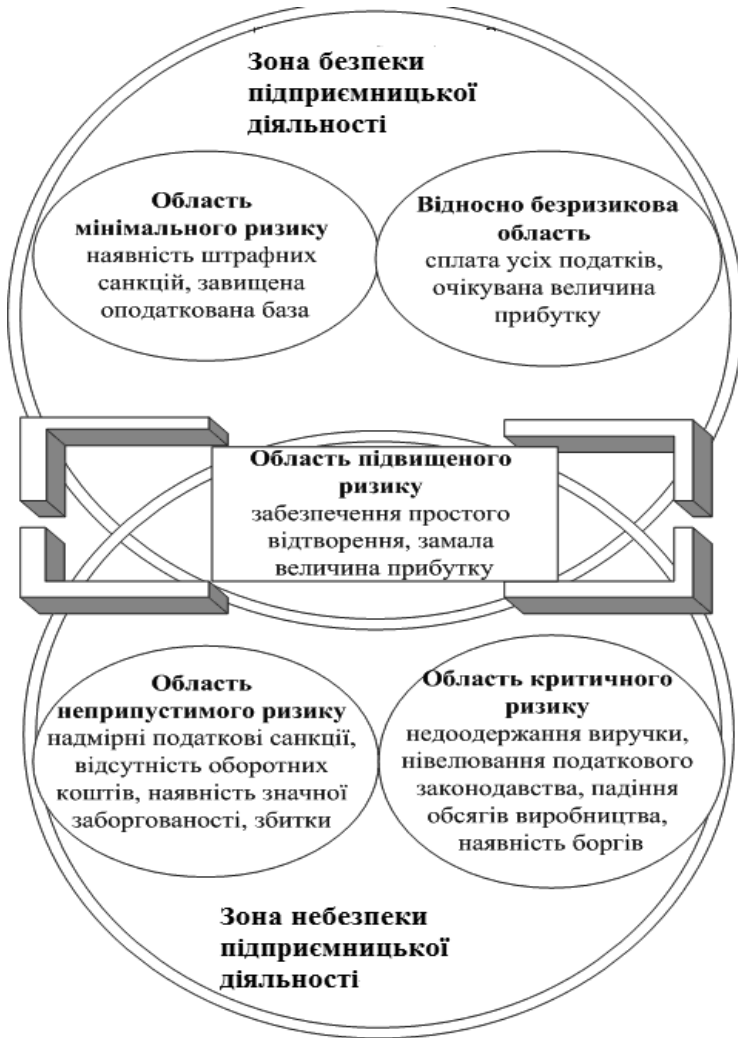 Зона безпеки
підприємницької
діяльності
Область
мінімального ризику
наявність штрафних
санкцій, завищена
оподаткована база
Відносно безризикова
область
сплата усіх податків,
очікувана величина
прибутку
Область підвищеного
ризику
забезпечення простого
відтворення, замала
величина прибутку
Область
неприпустимого ризику
надмірні податкові санкції,
відсутність оборотних
коштів, наявність значної
заборгованості, збитки
Область критичного
ризику
недоодержання виручки,
нівелювання податкового
законодавства, падіння
обсягів виробництва,
наявність боргів
Зона небезпеки
підприємницької
діяльності